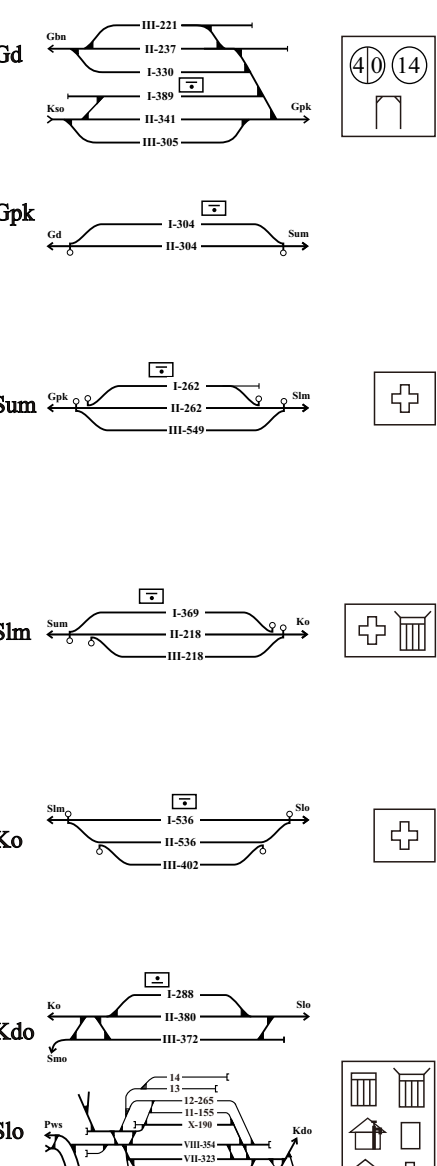 Gd
III-221
Gbn
II-237
I-330
I-389
Kso
II-341
Gpk
III-305
40 14
Gpk
I-304
Gd
Sum
II-304
Sum
I-262
Gpk
Slm
II-262
III-549
Slm
I-369
Sum
Ko
II-218
III-218
Ko
Slm
Slo
I-536
II-536
III-402
Kdo
I-288
Ko
Slo
II-380
III-372
Smo
Slo
14
13
12-265
11-155
Pws
X-190
Kdo
VIII-354
VII-323